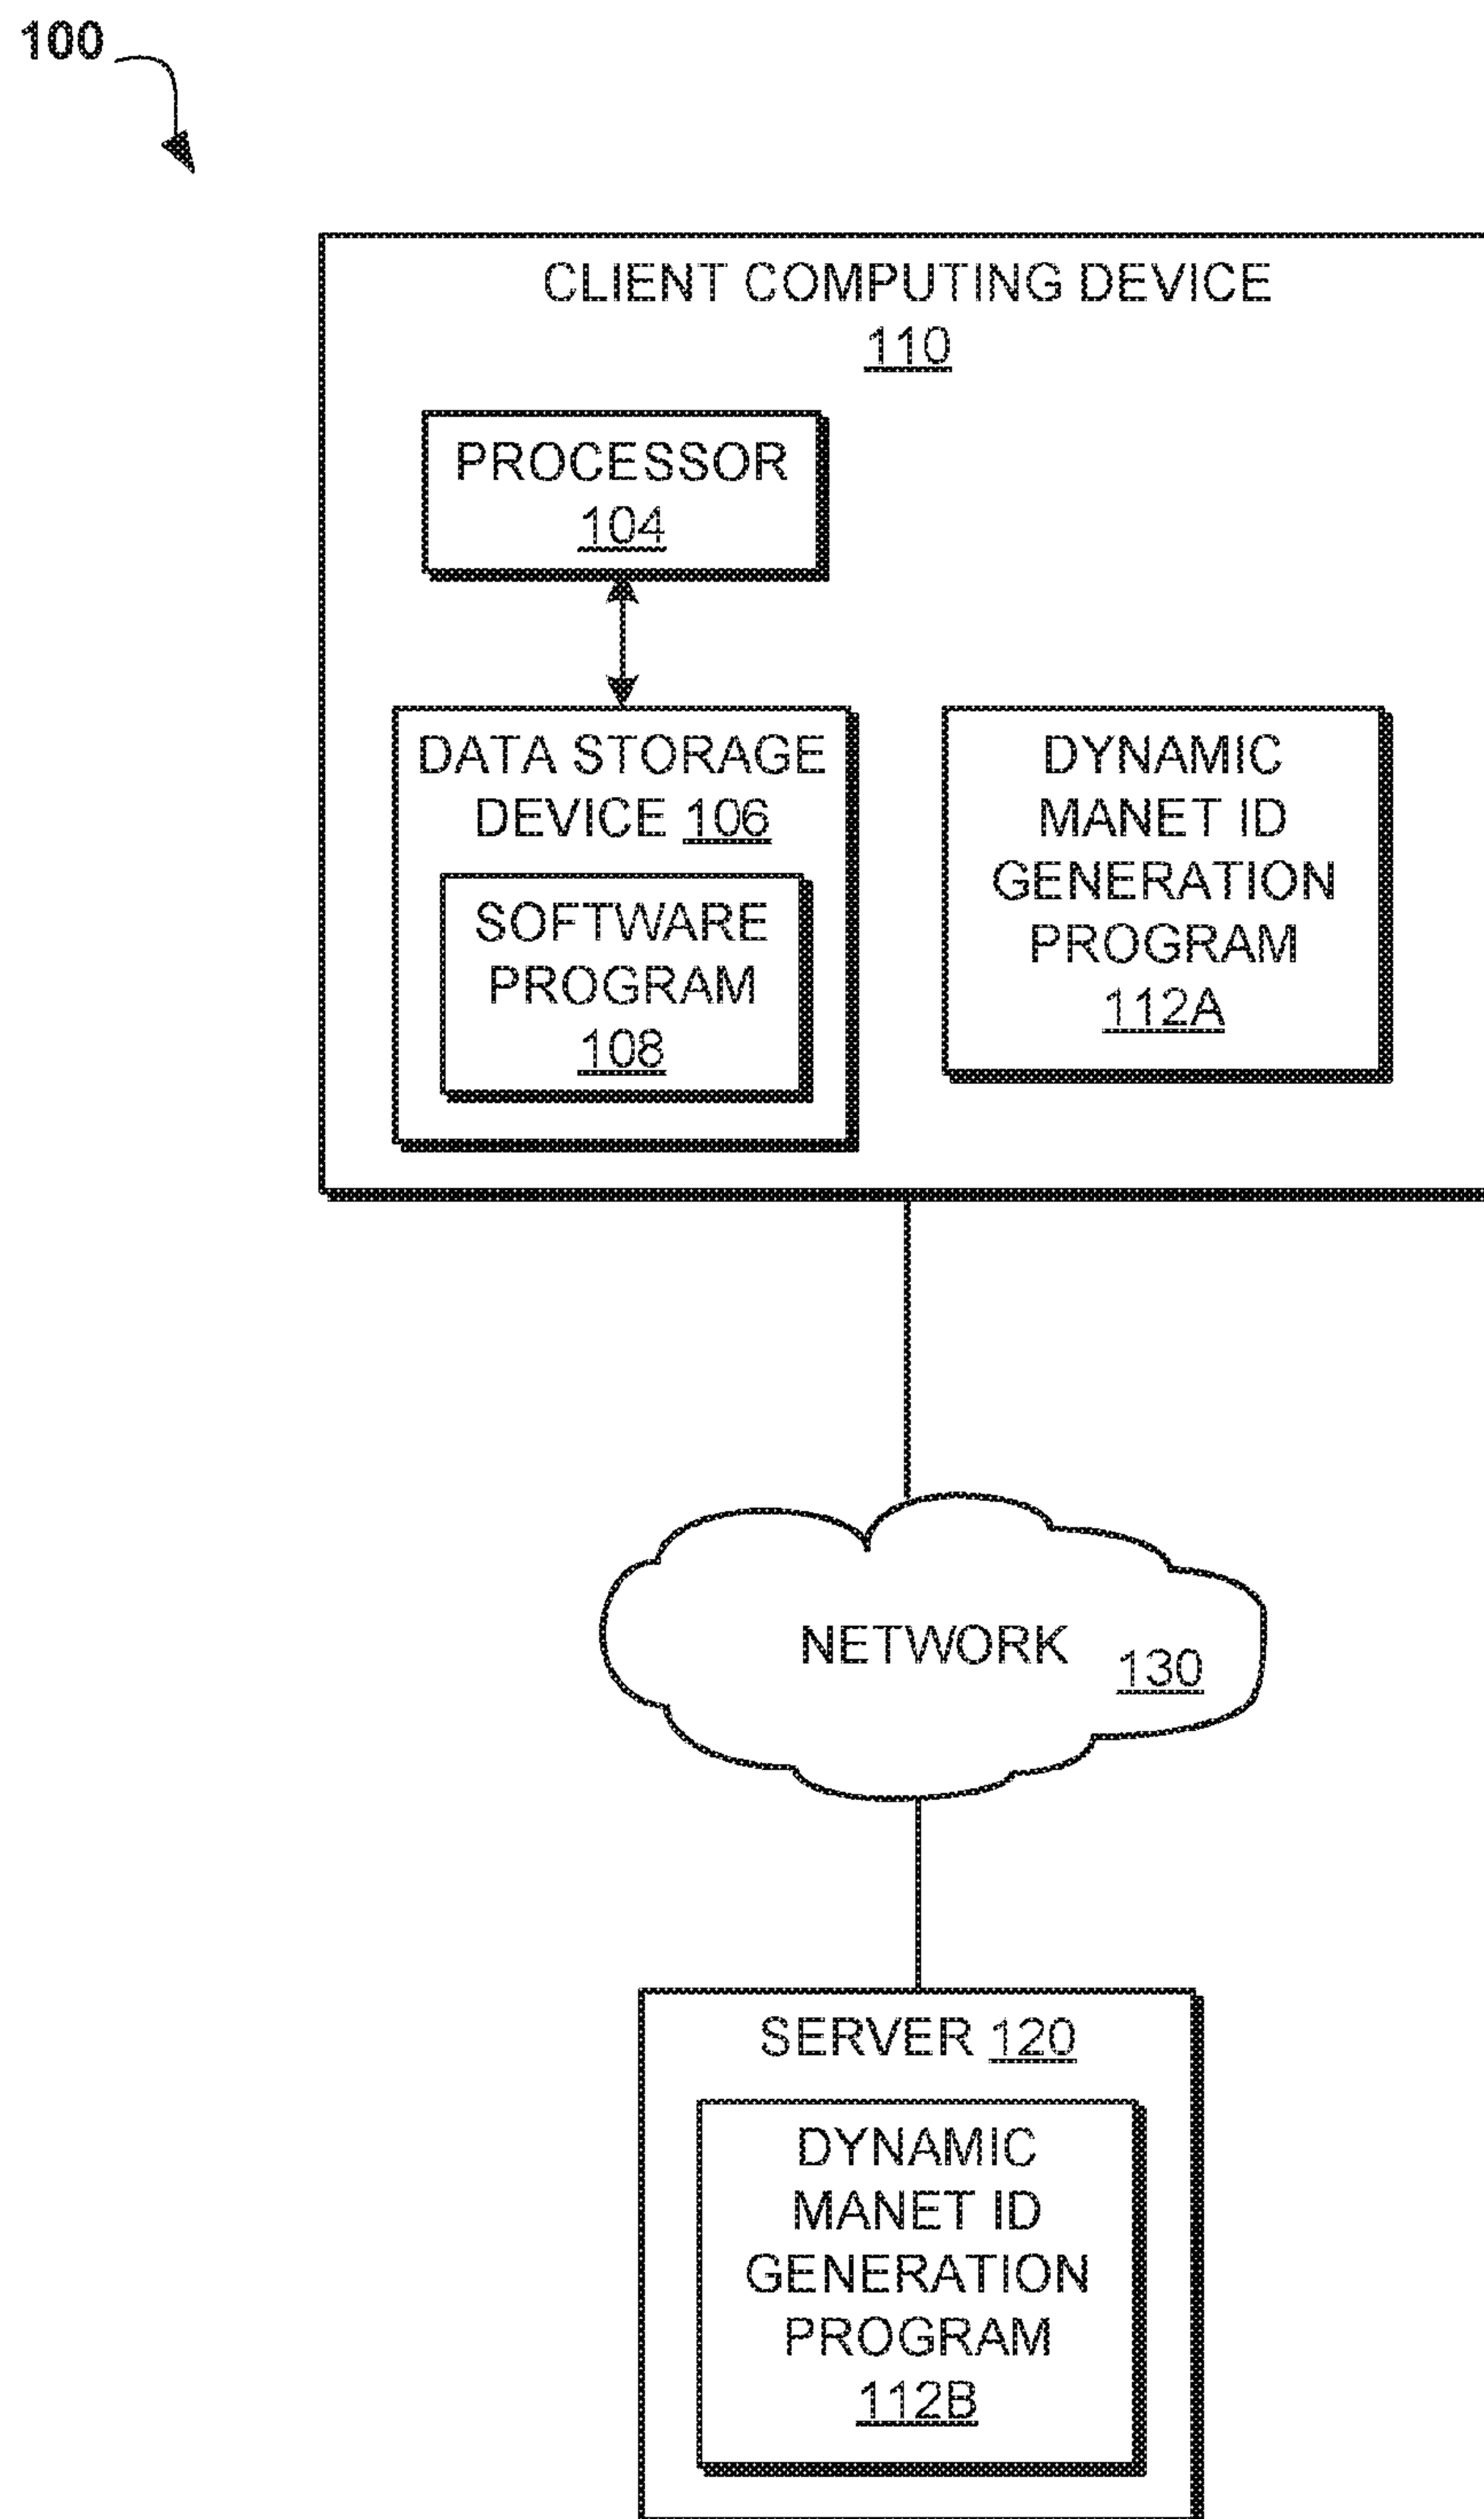 100
CLIENT COMPUTING DEVICE
110
PROCESSOR
104
DATA STORAGE
DEVICE 106
SOFTWARE
PROGRAM
108
DYNAMIC
MANET ID
GENERATION
PROGRAM
112A
NETWORK 130
SERVER 120
DYNAMIC
MANET ID
GENERATION
PROGRAM
112B